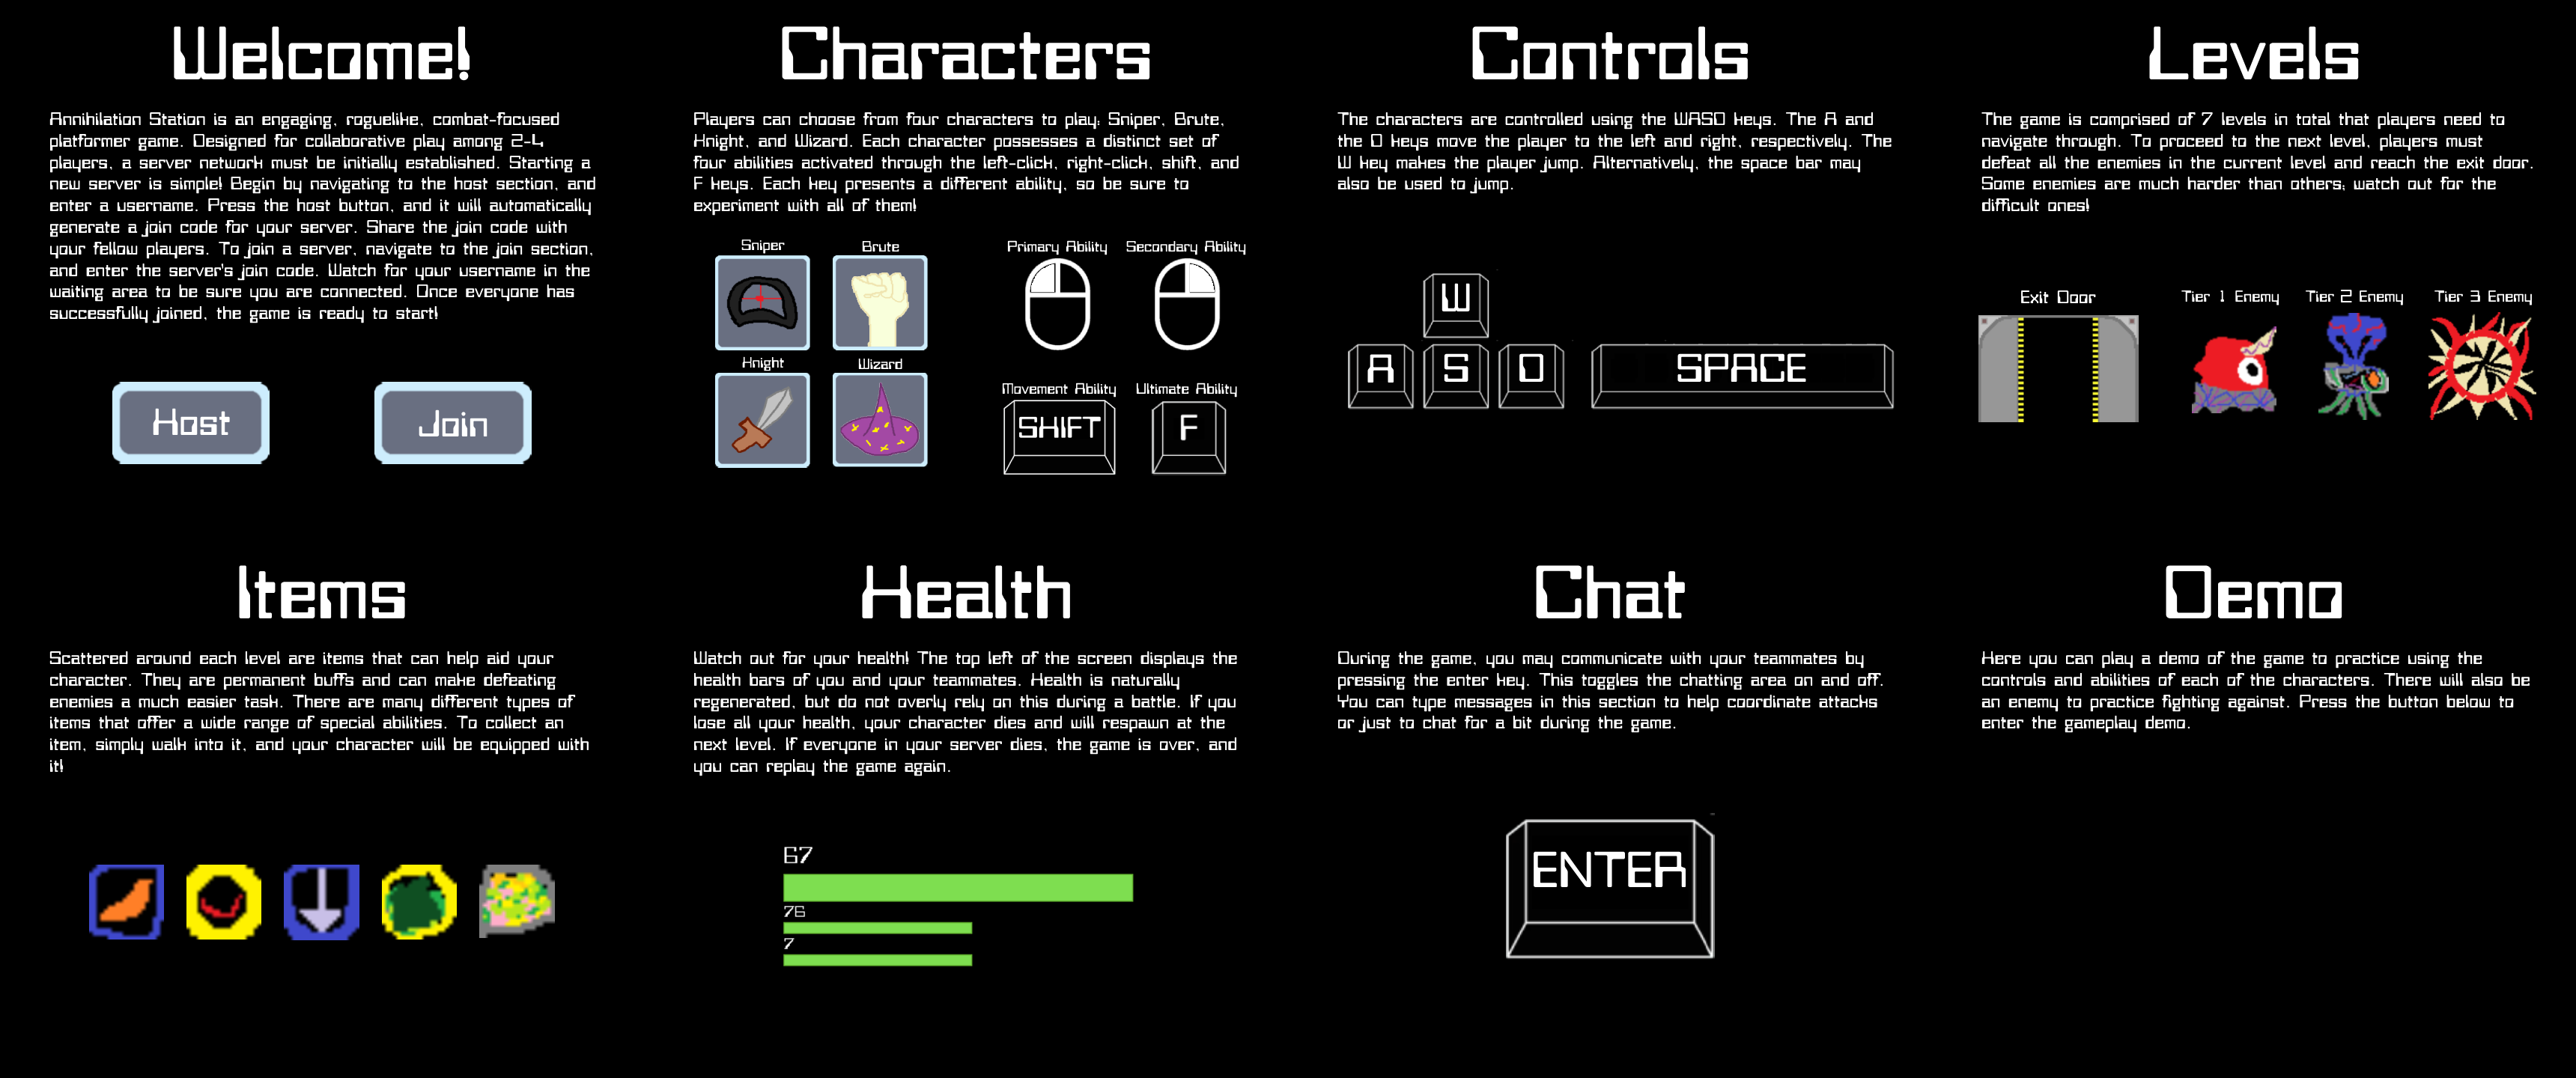 Welcome!
Annihilation Station is an engaging, roguelike, combat-focused
platformer game. Designed for collaborative play among 2-4
players, a server network must be initially established. Starting a
new server is simple! Begin by navigating to the host section, and
enter a username. Press the host button, and it will automatically
generate a join code for your server. Share the join code with
your fellow players. To join a server, navigate to the join section,
and enter the server's join code. Watch for your username in the
waiting area to be sure you are connected. Once everyone has
successfully joined, the game is ready to start!
Host
Join
Characters
Players can choose from four characters to play: Sniper, Brute,
Knight, and Wizard. Each character possesses a distinct set of
four abilities activated through the left-click, right-click, shift, and
F keys. Each key presents a different ability, so be sure to
experiment with all of them!
Sniper
Brute
Knight
Wizard
Primary Ability
Secondary Ability
Movement Ability
Ultimate Ability
SHIFT
F
Controls
The characters are controlled using the WASD keys. The A and
the D keys move the player to the left and right, respectively. The
W key makes the player jump. Alternatively, the space bar may
also be used to jump.
W
A
S
D
SPACE
Levels
The game is comprised of 7 levels in total that players need to
navigate through. To proceed to the next level, players must
defeat all the enemies in the current level and reach the exit door.
Some enemies are much harder than others; watch out for the
difficult ones!
Exit Door
Tier 1 Enemy
Tier 2 Enemy
Tier 3 Enemy
Items
Scattered around each level are items that can help aid your
character. They are permanent buffs and can make defeating
enemies a much easier task. There are many different types of
items that offer a wide range of special abilities. To collect an
item, simply walk into it, and your character will be equipped with
it!
Health
Watch out for your health! The top left of the screen displays the
health bars of you and your teammates. Health is naturally
regenerated, but do not overly rely on this during a battle. If you
lose all your health, your character dies and will respawn at the
next level. If everyone in your server dies, the game is over, and
you can replay the game again.
67
76
7
Chat
During the game, you may communicate with your teammates by
pressing the enter key. This toggles the chatting area on and off.
You can type messages in this section to help coordinate attacks
or just to chat for a bit during the game.
ENTER
Demo
Here you can play a demo of the game to practice using the
controls and abilities of each of the characters. There will also be
an enemy to practice fighting against. Press the button below to
enter the gameplay demo.